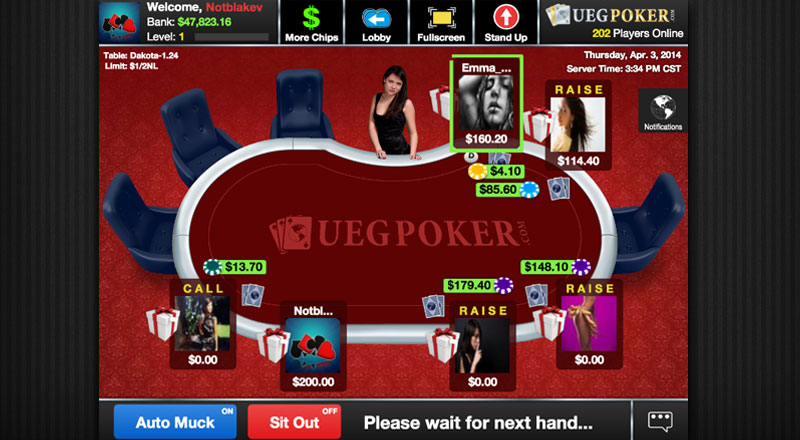 Welcome, Notblakev
Bank: $47,823.16
Level: 1
$
More Chips
Lobby
Fullscreen
Stand Up
UEGPOKER.COM
202 Players Online
Table: Dakota-1.24
Limit: $1/2NL
Thursday, Apr. 3, 2014
Server Time: 3:34 PM CST
Emma_...
$160.20
RAISE
$114.40
Notifications
D
$4.10
$85.60
UEGPOKER.COM
$13.70
$148.10
$179.40
CALL
$0.00
Notbl...
$200.00
RAISE
$0.00
RAISE
$0.00
Auto Muck ON
Sit Out OFF
Please wait for next hand...